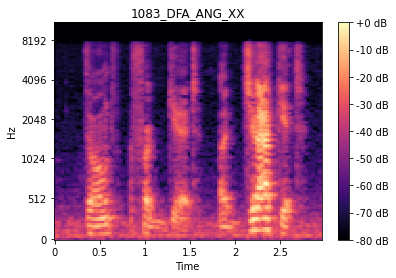 1083_DFA_ANG_XX
8192
4096
2048
1024
512
0
Hz
0
0.5
1
1.5
2
2.5
Time
+0 dB
-10 dB
-20 dB
-30 dB
-40 dB
-50 dB
-60 dB
-70 dB
-80 dB